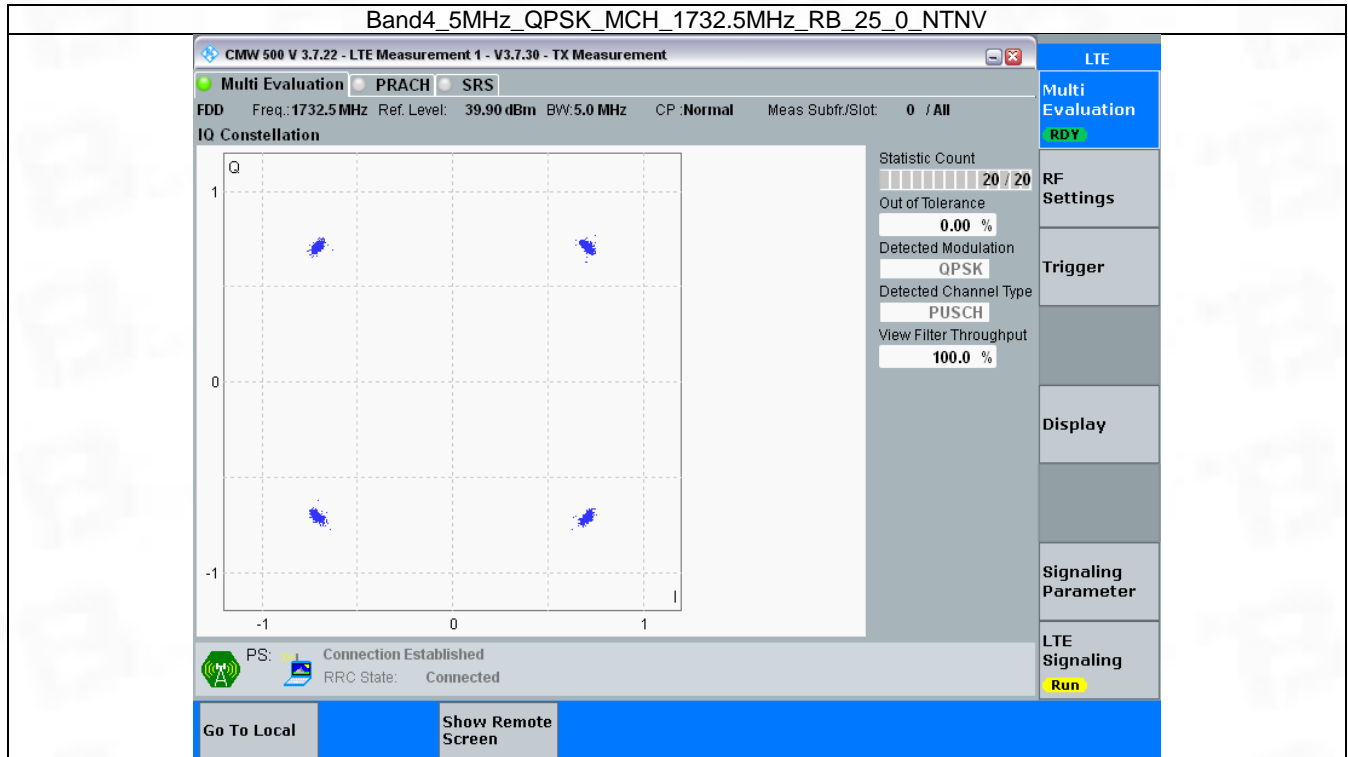 Band4_5MHz_QPSK_MCH_1732.5MHz_RB_25_0_NTNV
CMW 500 V 3.7.22 - LTE Measurement 1 - V3.7.30 - TX Measurement
LTE
Multi Evaluation PRACH SRS
FDD Freq.:1732.5 MHz Ref. Level: 39.90 dBm BW:5.0 MHz CP :Normal Meas Subfr./Slot: 0 / All
IQ Constellation
Multi
Evaluation
RDY
Q
1
0
-1
-1 0 1
I
Statistic Count
20 / 20
Out of Tolerance
0.00 %
Detected Modulation
QPSK
Detected Channel Type
PUSCH
View Filter Throughput
100.0 %
RF
Settings
Trigger
Display
Signaling
Parameter
LTE
Signaling
Run
PS: Connection Established
RRC State: Connected
Go To Local
Show Remote
Screen